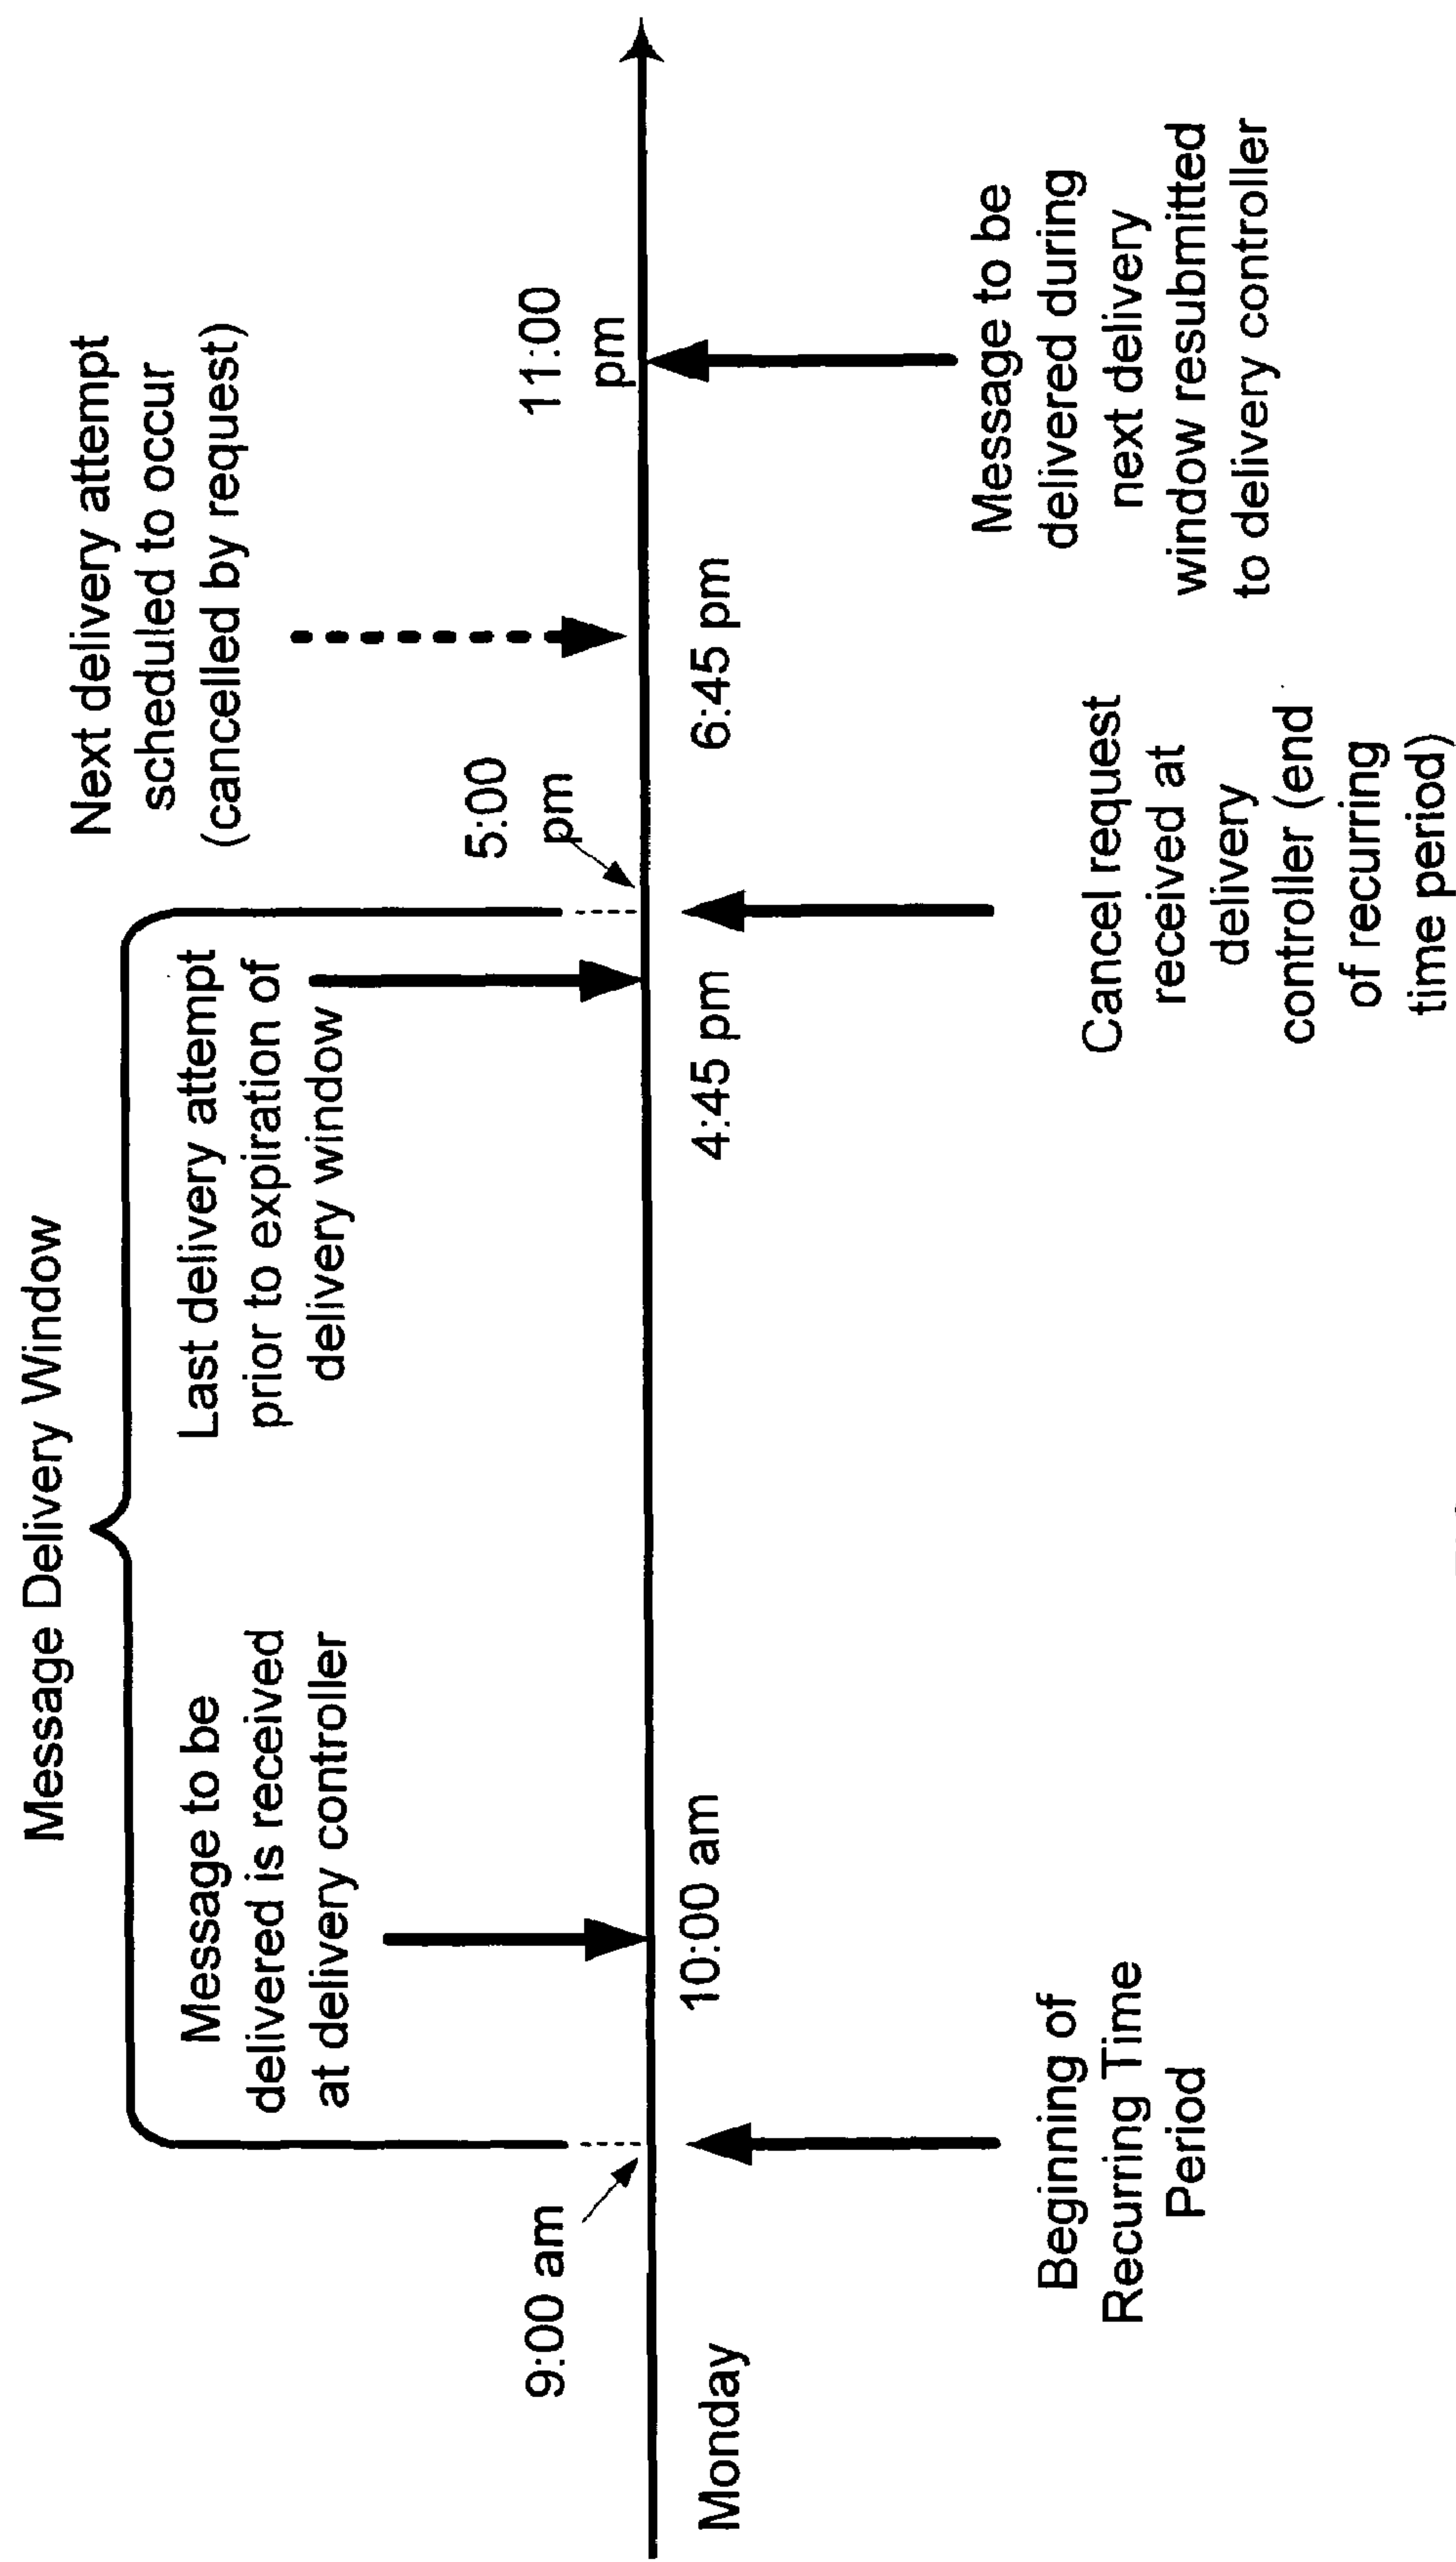 Message Delivery Window
Message to be
delivered is received
at delivery controller
Last delivery attempt
prior to expiration of
delivery window
Next delivery attempt
scheduled to occur
(cancelled by request)
9:00 am
5:00
pm
11:00
pm
Monday
10:00 am
4:45 pm
6:45 pm
Beginning of
Recurring Time
Period
Cancel request
received at
delivery
controller (end
of recurring
time period)
Message to be
delivered during
next delivery
window resubmitted
to delivery controller